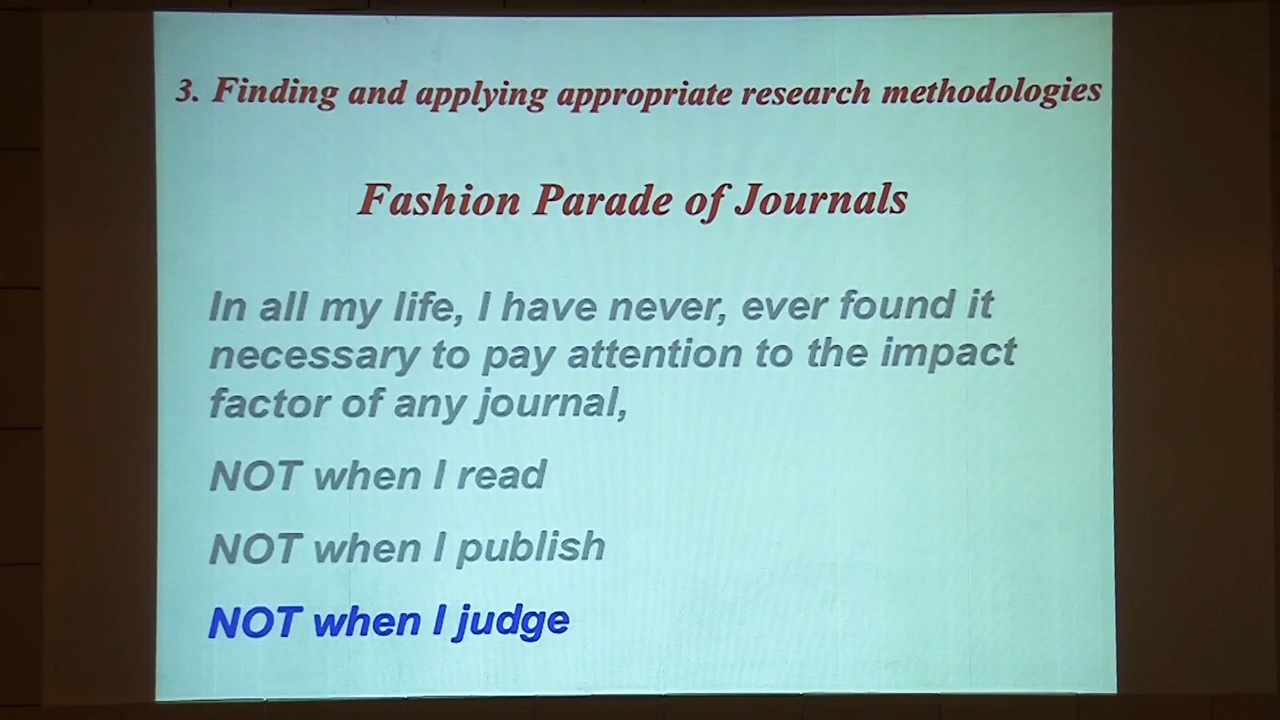 3. Finding and applying appropriate research methodologies
Fashion Parade of Journals
In all my life, I have never, ever found it
necessary to pay attention to the impact
factor of any journal,
NOT when I read
NOT when I publish
NOT when I judge